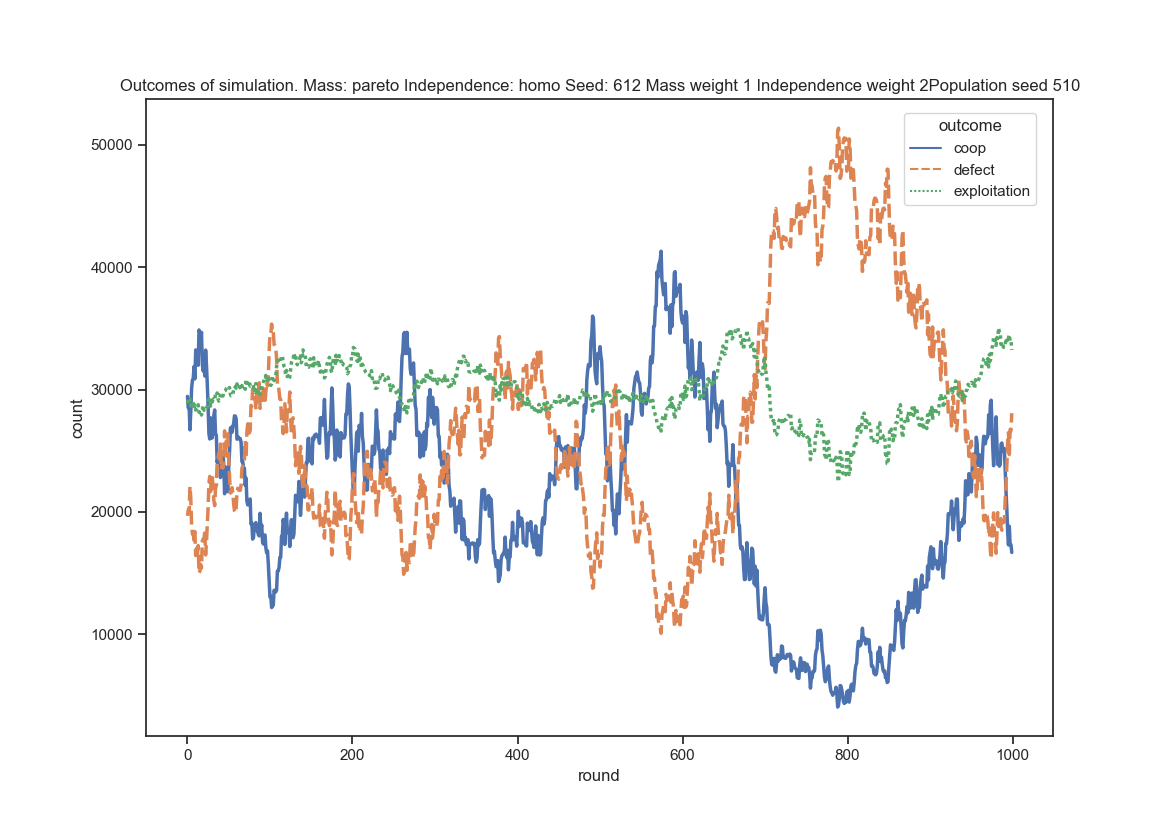 Outcomes of simulation. Mass: pareto Independence: homo Seed: 612 Mass weight 1 Independence weight 2Population seed 510
outcome
coop
defect
exploitation
50000
40000
30000
20000
10000
count
0 200 400 600 800 1000
round